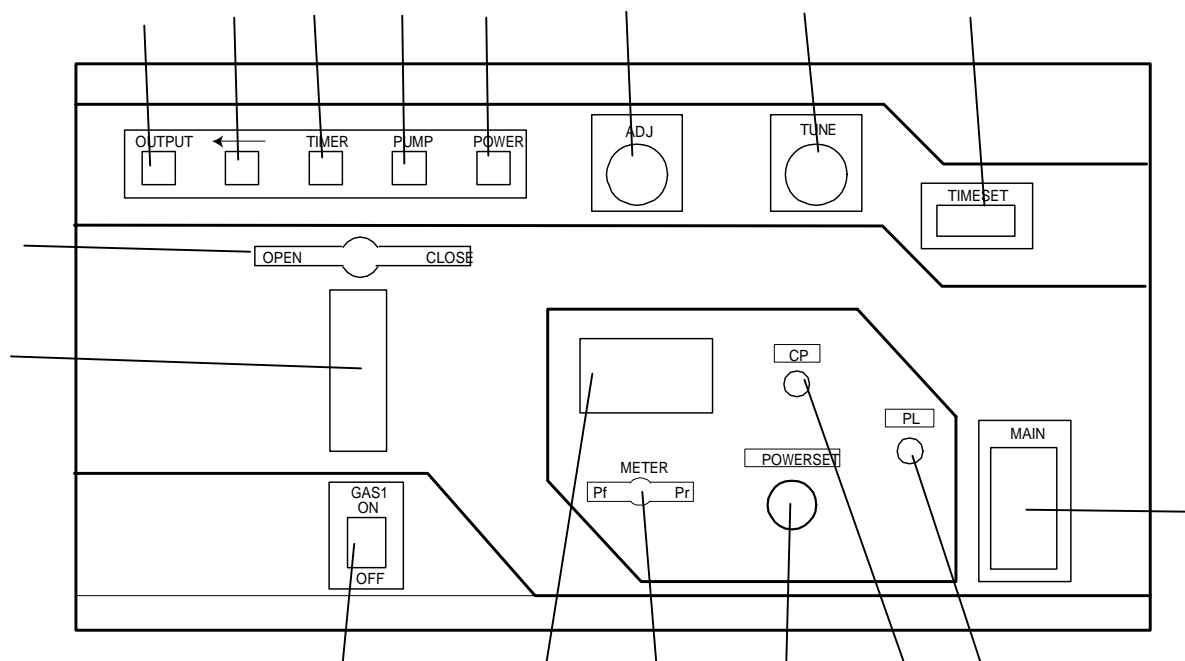 OUTPUT TIMER PUMP POWER
ADJ
TUNE
TIMESET
OPEN CLOSE
CP
PL
MAIN
METER
Pf Pr
POWERSET
GAS1
ON
OFF